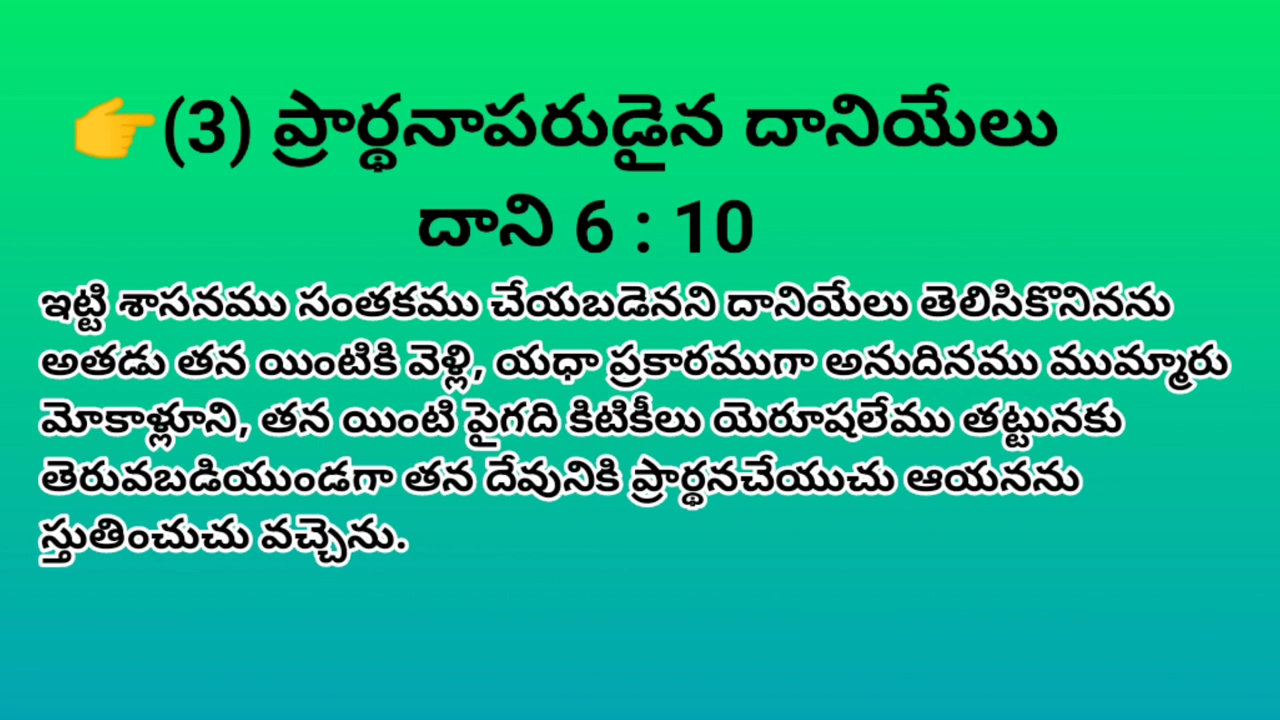 👉(3) ప్రార్థనాపరుడైన దానియేలు
దాని 6 : 10
ఇట్టి శాసనము సంతకము చేయబడెనని దానియేలు తెలిసికొనినను
అతడు తన యింటికి వెళ్లి, యధా ప్రకారముగా అనుదినము ముమ్మారు
మోకాళ్లూని, తన యింటి పైగది కిటికీలు యెరూషలేము తట్టునకు
తెరువబడియుండగా తన దేవునికి ప్రార్థనచేయుచు ఆయనను
స్తుతించుచు వచ్చెను.